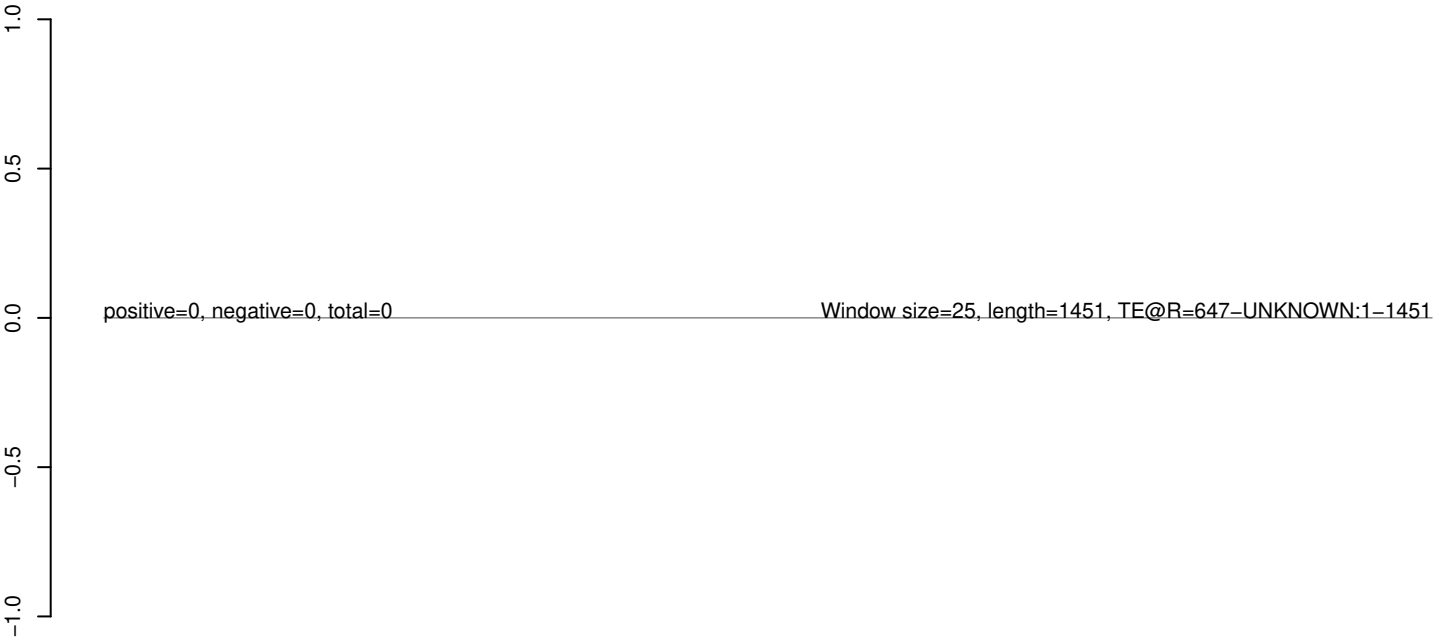 1.0
0.5
0.0
−0.5
−1.0
positive=0, negative=0, total=0
Window size=25, length=1451, TE@R=647−UNKNOWN:1−1451